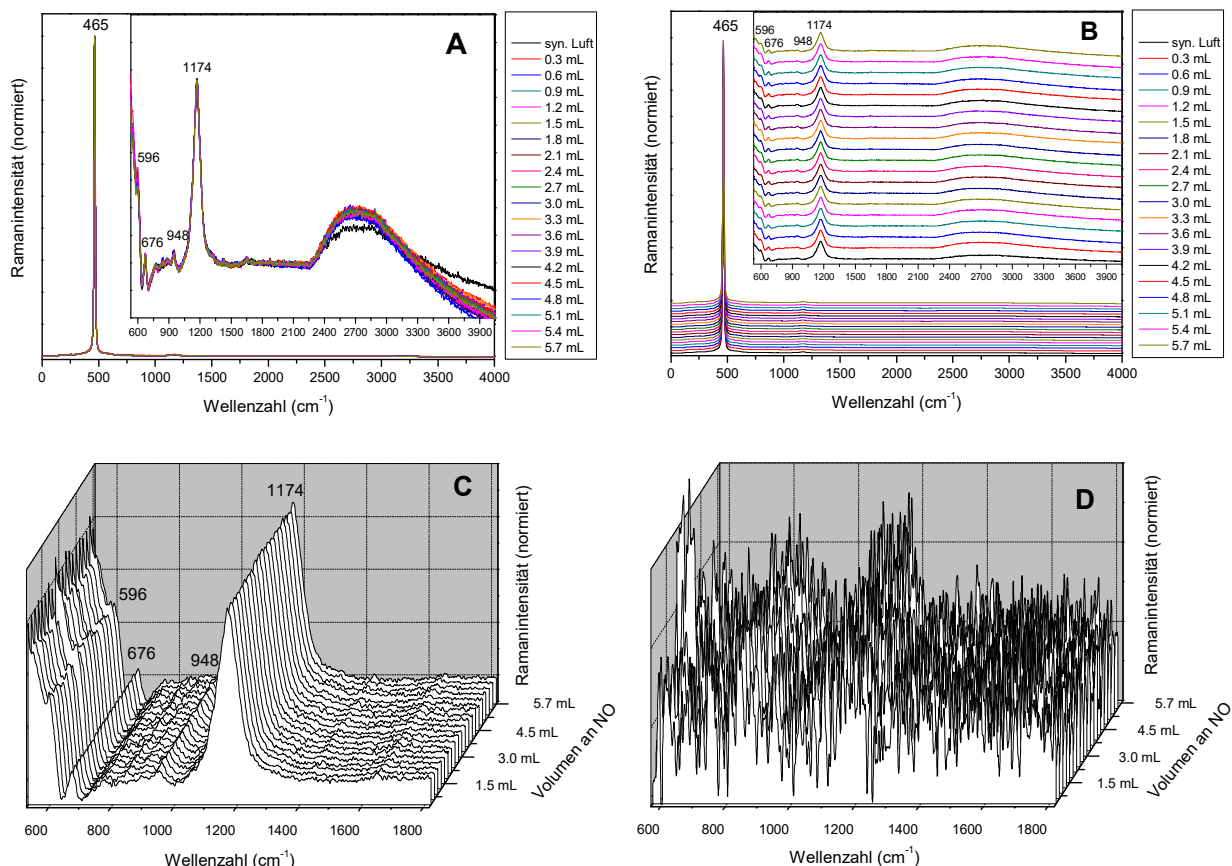 A
465
1174
596
676
948
600
900
1200
1500
1800
2100
2400
2700
3000
3300
3600
3900
0
500
1000
1500
2000
2500
3000
3500
4000
Wellenzahl (cm⁻¹)
Ramanintensität (normiert)
syn. Luft
0.3 mL
0.6 mL
0.9 mL
1.2 mL
1.5 mL
1.8 mL
2.1 mL
2.4 mL
2.7 mL
3.0 mL
3.3 mL
3.6 mL
3.9 mL
4.2 mL
4.5 mL
4.8 mL
5.1 mL
5.4 mL
5.7 mL
B
465
596
676
948
1174
600
900
1200
1500
1800
2100
2400
2700
3000
3300
3600
3900
0
500
1000
1500
2000
2500
3000
3500
4000
Wellenzahl (cm⁻¹)
Ramanintensität (normiert)
syn. Luft
0.3 mL
0.6 mL
0.9 mL
1.2 mL
1.5 mL
1.8 mL
2.1 mL
2.4 mL
2.7 mL
3.0 mL
3.3 mL
3.6 mL
3.9 mL
4.2 mL
4.5 mL
4.8 mL
5.1 mL
5.4 mL
5.7 mL
C
1174
596
676
948
600
800
1000
1200
1400
1600
1800
Wellenzahl (cm⁻¹)
1.5 mL
3.0 mL
4.5 mL
5.7 mL
Volumen an NO
Ramanintensität (normiert)
D
600
800
1000
1200
1400
1600
1800
Wellenzahl (cm⁻¹)
1.5 mL
3.0 mL
4.5 mL
5.7 mL
Volumen an NO
Ramanintensität (normiert)